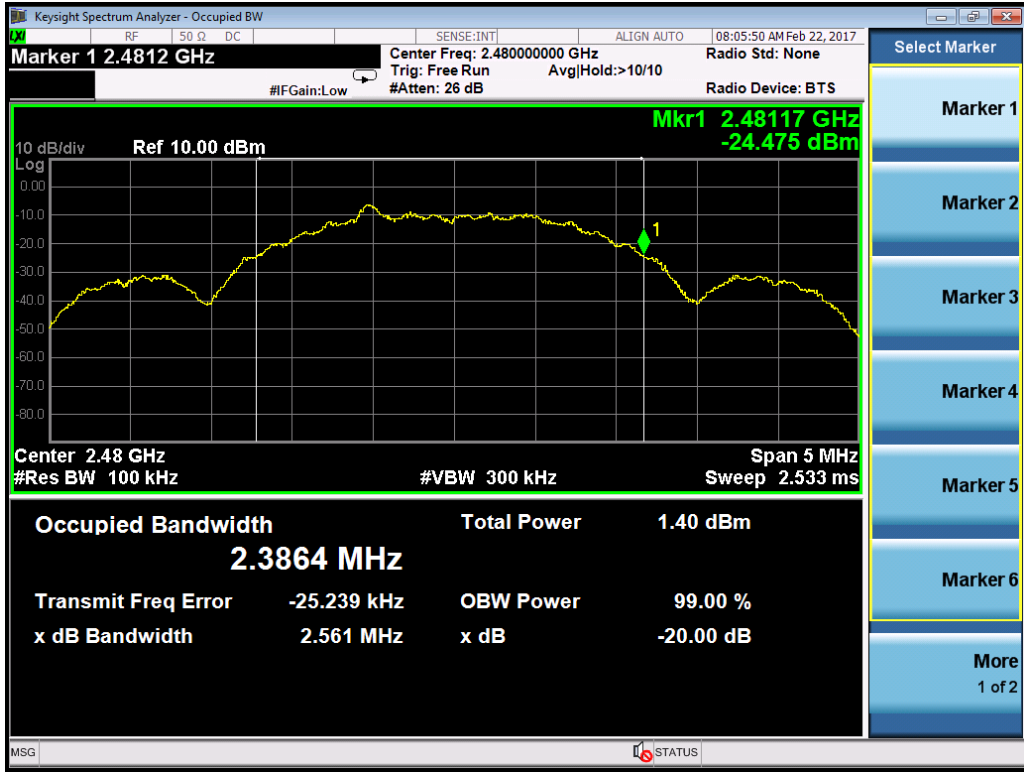 Keysight Spectrum Analyzer - Occupied BW
LXI RF 50 Ω DC SENSE:INT ALIGN AUTO 08:05:50 AM Feb 22, 2017
Marker 1 2.4812 GHz
Center Freq: 2.480000000 GHz Radio Std: None
Trig: Free Run Avg|Hold:>10/10
#IFGain:Low #Atten: 26 dB Radio Device: BTS
Mkr1 2.48117 GHz
-24.475 dBm
10 dB/div Ref 10.00 dBm
Log
0.00
-10.0
1
-20.0
-30.0
-40.0
-50.0
-60.0
-70.0
-80.0
Center 2.48 GHz Span 5 MHz
#Res BW 100 kHz #VBW 300 kHz Sweep 2.533 ms
Occupied Bandwidth Total Power 1.40 dBm
2.3864 MHz
Transmit Freq Error -25.239 kHz OBW Power 99.00 %
x dB Bandwidth 2.561 MHz x dB -20.00 dB
MSG STATUS
Select Marker
Marker 1
Marker 2
Marker 3
Marker 4
Marker 5
Marker 6
More
1 of 2